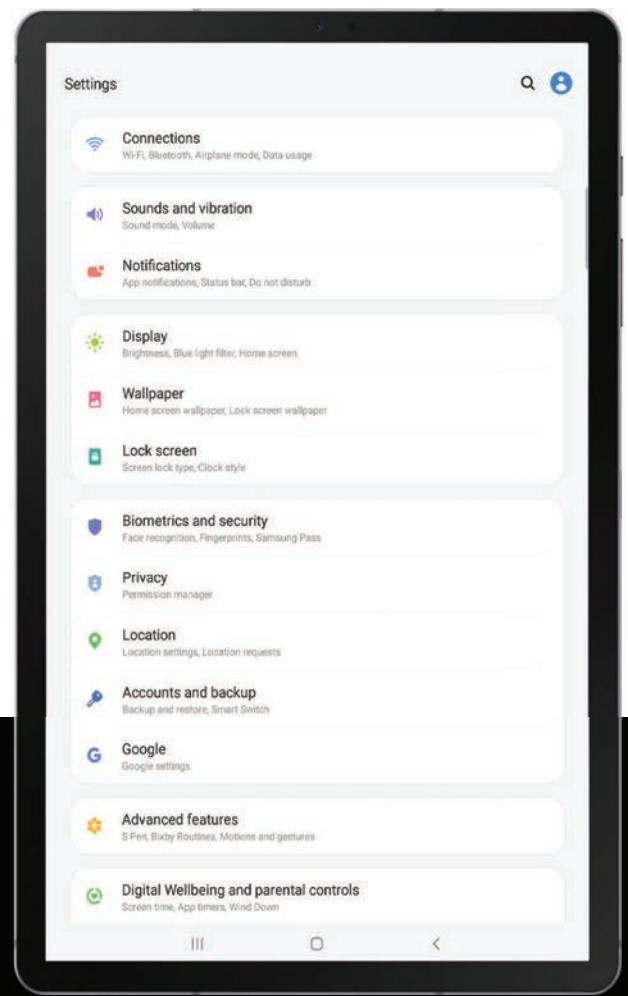 Settings
Connections
Wi-Fi, Bluetooth, Airplane mode, Data usage
Sounds and vibration
Sound mode, Volume
Notifications
App notifications, Status bar, Do not disturb
Display
Brightness, Blue light filter, Home screen
Wallpaper
Home screen wallpaper, Lock screen wallpaper
Lock screen
Screen lock type, Clock style
Biometrics and security
Face recognition, Fingerprints, Samsung Pass
Privacy
Permission manager
Location
Location settings, Location requests
Accounts and backup
Backup and restore, Smart Switch
Google
Google settings
Advanced features
S Pen, Bixby Routines, Motions and gestures
Digital Wellbeing and parental controls
Screen time, App timers, Wind Down